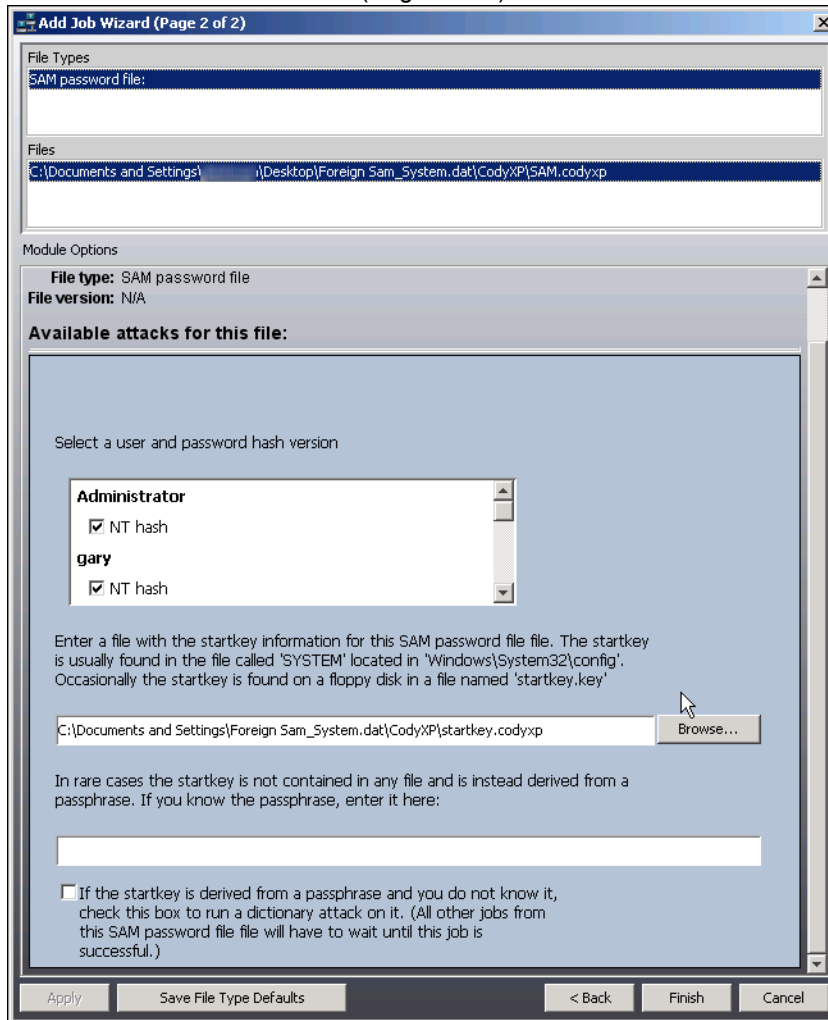 Add Job Wizard (Page 2 of 2)
File Types
SAM password file:
Files
C:\Documents and Settings\ \Desktop\Foreign Sam_System.dat\CodyXP\SAM.codyxp
Module Options
File type: SAM password file
File version: N/A
Available attacks for this file:
Select a user and password hash version
Administrator
NT hash
gary
NT hash
Enter a file with the startkey information for this SAM password file file. The startkey
is usually found in the file called 'SYSTEM' located in 'Windows\System32\config'.
Occasionally the startkey is found on a floppy disk in a file named 'startkey.key'
C:\Documents and Settings\Foreign Sam_System.dat\CodyXP\startkey.codyxp
Browse...
In rare cases the startkey is not contained in any file and is instead derived from a
passphrase. If you know the passphrase, enter it here:
If the startkey is derived from a passphrase and you do not know it,
check this box to run a dictionary attack on it. (All other jobs from
this SAM password file file will have to wait until this job is
successful.)
Apply Save File Type Defaults < Back Finish Cancel